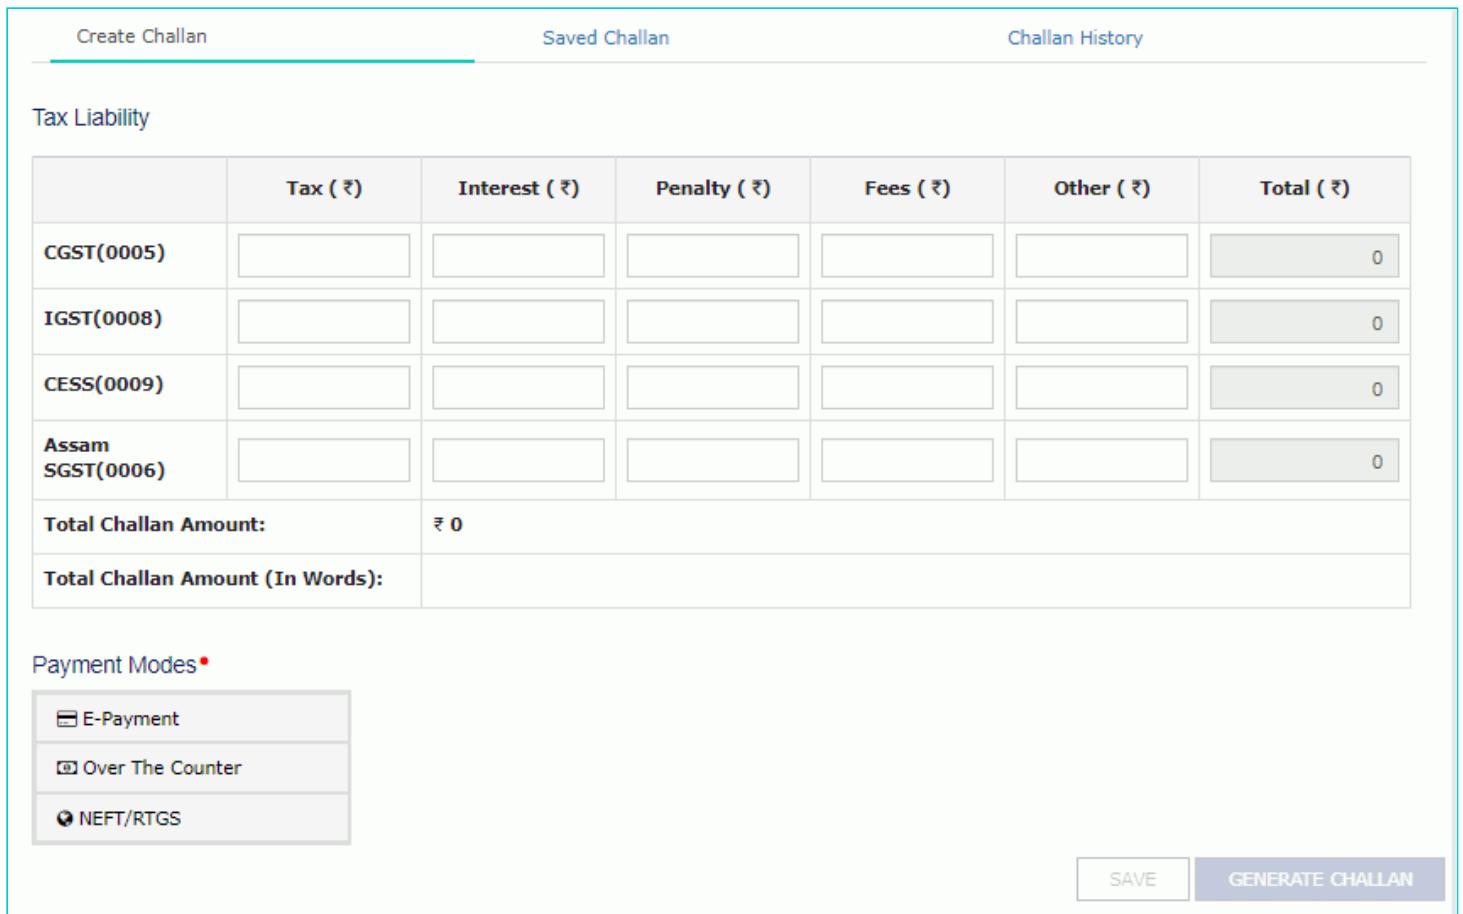 Create Challan Saved Challan Challan History
Tax Liability
Tax ( ₹) Interest ( ₹) Penalty ( ₹) Fees ( ₹) Other ( ₹) Total ( ₹)
CGST(0005) 0
IGST(0008) 0
CESS(0009) 0
Assam
SGST(0006) 0
Total Challan Amount: ₹ 0
Total Challan Amount (In Words):
Payment Modes•
E-Payment
Over The Counter
NEFT/RTGS
SAVE GENERATE CHALLAN